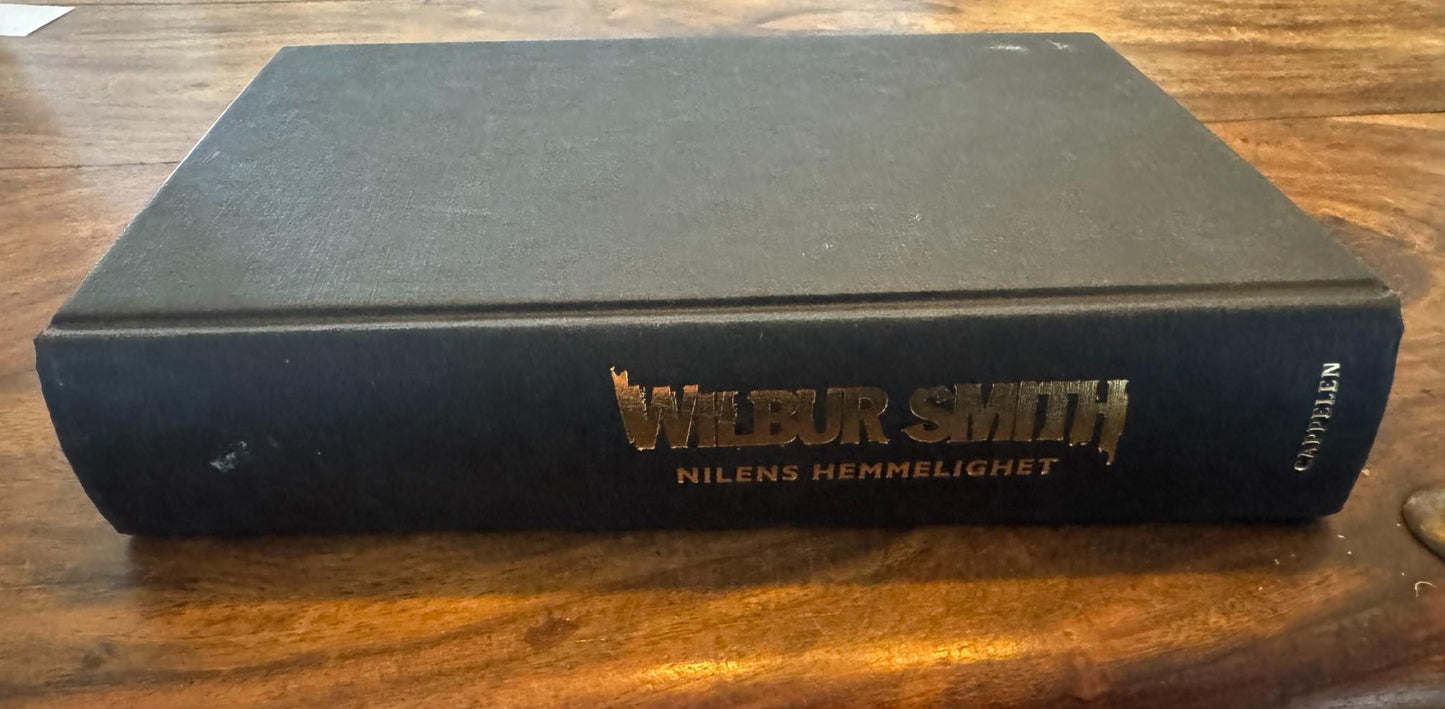 WILBUR SMITH
NILENS HEMMELIGHET
CAPPELEN